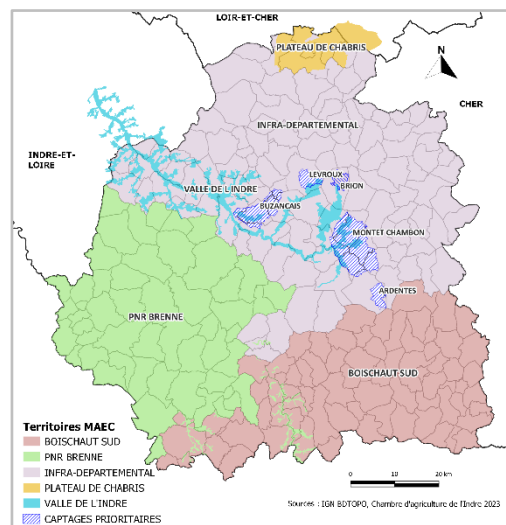 LOIR-ET-CHER
PLATEAU DE CHABRIS
N
CHER
INFRA-DEPARTEMENTAL
INDRE-ET-
LOIRE
LEVROUX
BRION
VALLE DE L'INDRE
BUZANCAIS
MONTET CHAMBON
ARDENTES
PNR BRENNE
BOISCHAUT SUD
Territoires MAEC
BOISCHAUT SUD
PNR BRENNE
INFRA-DEPARTEMENTAL
PLATEAU DE CHABRIS
VALLE DE L'INDRE
CAPTAGES PRIORITAIRES
0 10 20 km
Sources : IGN BDTOPO, Chambre d'agriculture de l'Indre 2023